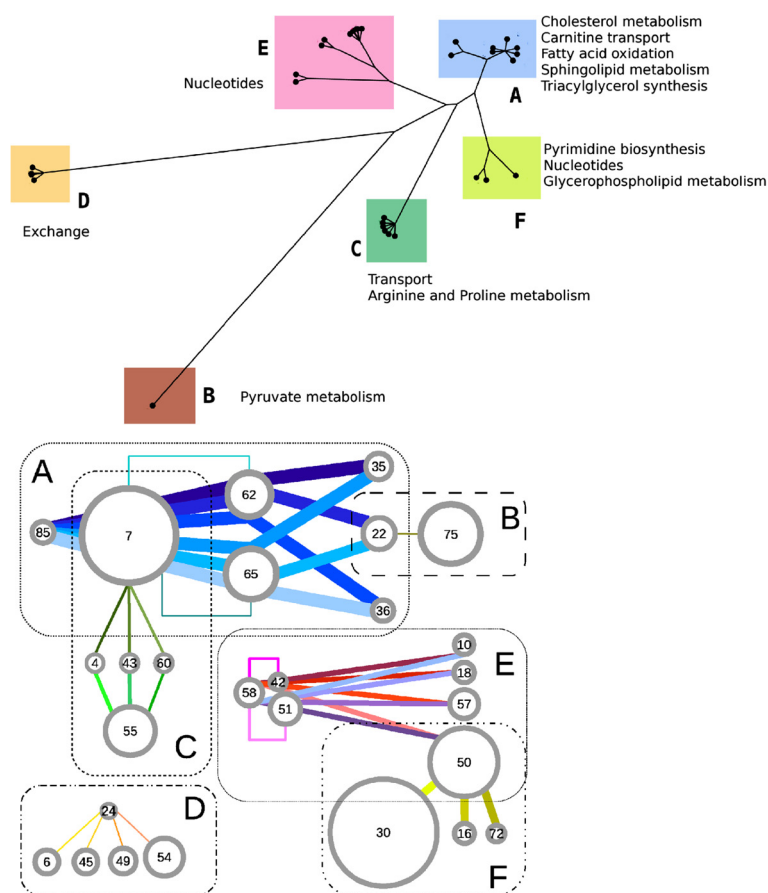 E
Nucleotides
Cholesterol metabolism
Carnitine transport
Fatty acid oxidation
Sphingolipid metabolism
Triacylglycerol synthesis
A
Pyrimidine biosynthesis
Nucleotides
Glycerophospholipid metabolism
F
D
Exchange
C
Transport
Arginine and Proline metabolism
B
Pyruvate metabolism
A
35
62
85
7
22
75
B
65
36
4
43
60
55
C
10
42
18
E
58
51
57
50
D
24
6
45
49
54
30
16
72
F